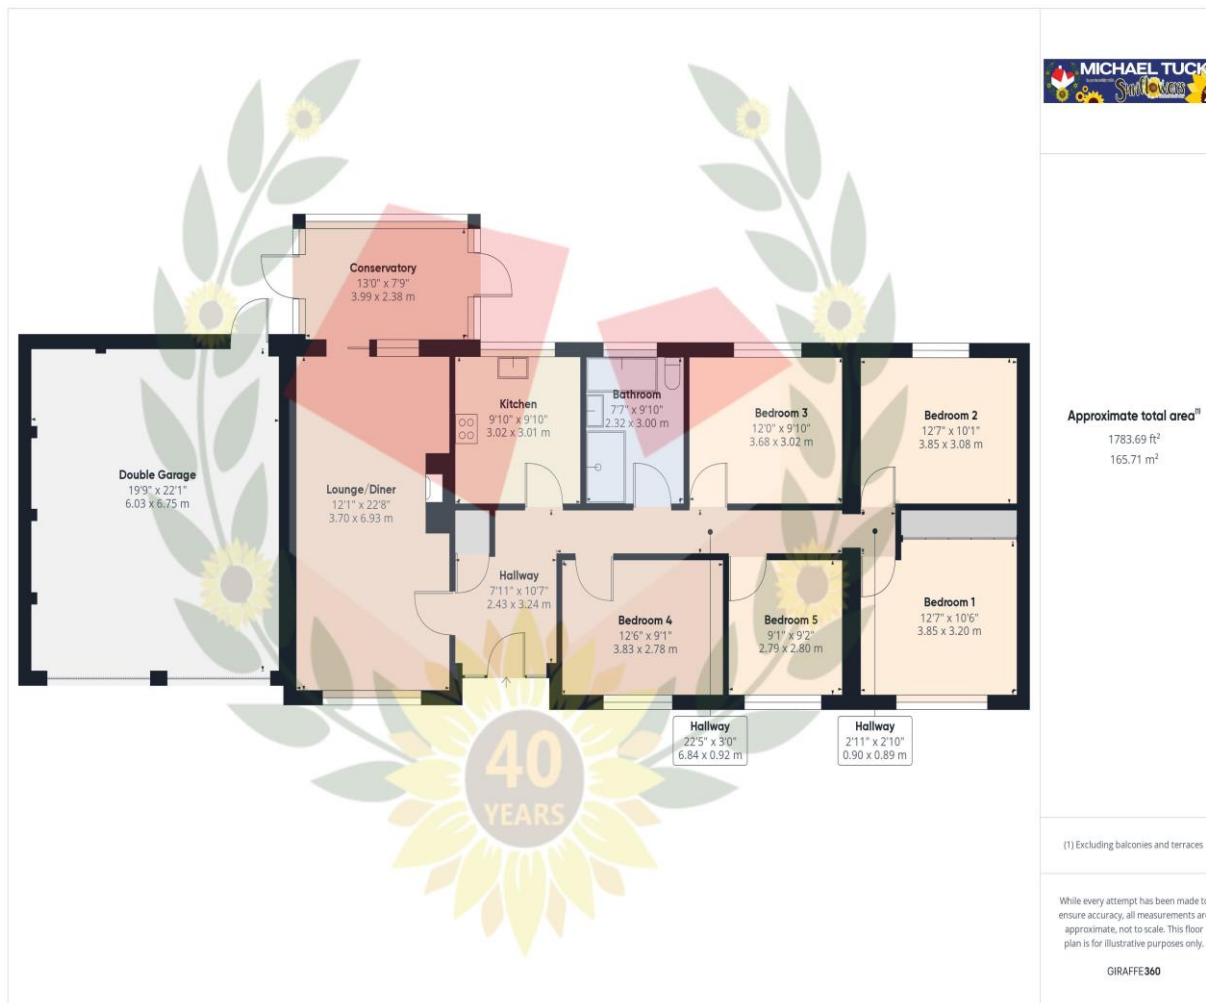 MICHAEL TUCK
Sunflowers
Conservatory
13'0" x 7'9"
3.99 x 2.38 m
Kitchen
9'10" x 9'10"
3.02 x 3.01 m
Bathroom
7'7" x 9'10"
2.32 x 3.00 m
Bedroom 3
12'0" x 9'10"
3.68 x 3.02 m
Bedroom 2
12'7" x 10'1"
3.85 x 3.08 m
Double Garage
19'9" x 22'1"
6.03 x 6.75 m
Lounge/Diner
12'1" x 22'8"
3.70 x 6.93 m
Hallway
7'11" x 10'7"
2.43 x 3.24 m
Bedroom 4
12'6" x 9'1"
3.83 x 2.78 m
Bedroom 5
9'1" x 9'2"
2.79 x 2.80 m
Bedroom 1
12'7" x 10'6"
3.85 x 3.20 m
Hallway
22'5" x 3'0"
6.84 x 0.92 m
Hallway
2'11" x 2'10"
0.90 x 0.89 m
40
YEARS
Approximate total area(1)
1783.69 ft²
165.71 m²
(1) Excluding balconies and terraces
While every attempt has been made to
ensure accuracy, all measurements are
approximate, not to scale. This floor
plan is for illustrative purposes only.
GIRAFFE360